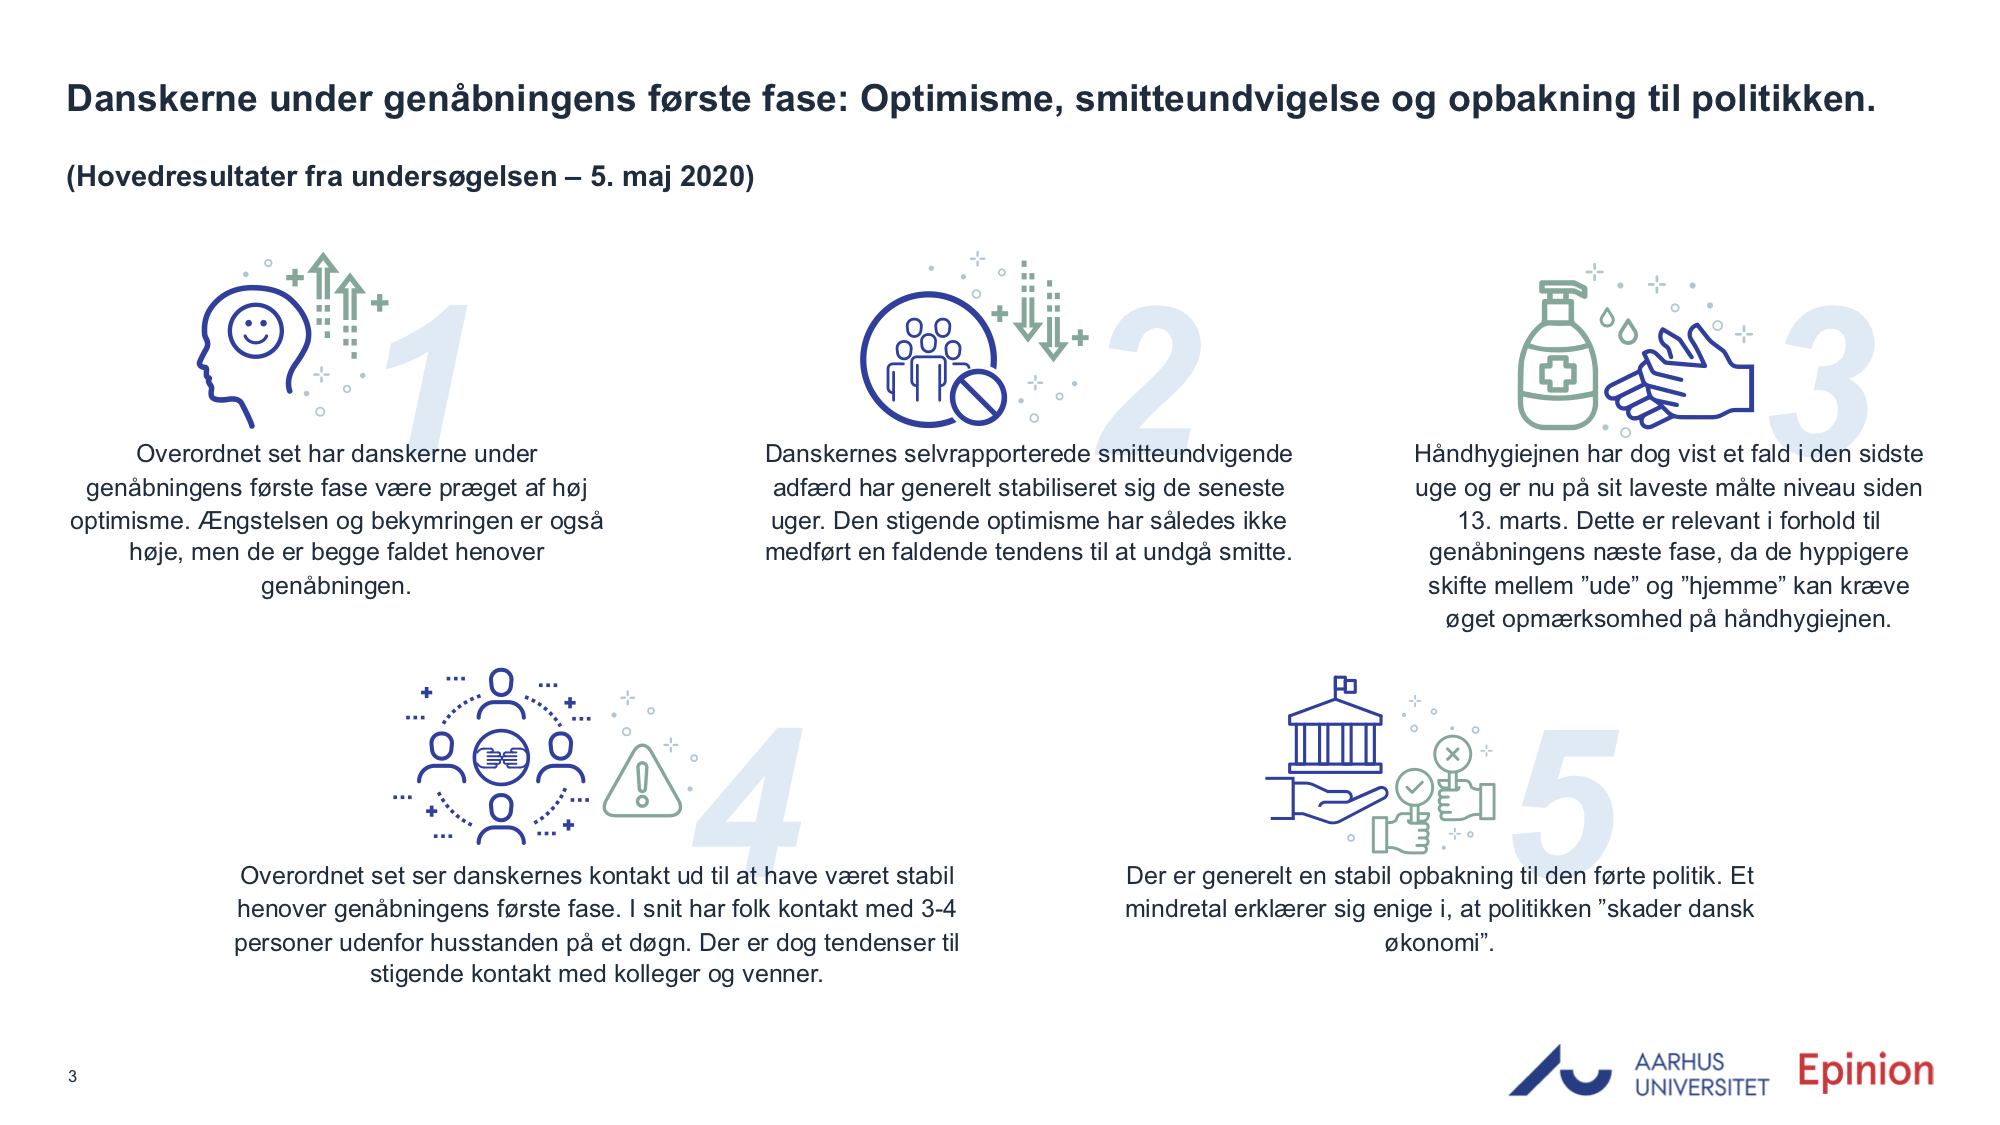 Danskerne under genåbningens første fase: Optimisme, smitteundvigelse og opbakning til politikken.
(Hovedresultater fra undersøgelsen – 5. maj 2020)
1
Overordnet set har danskerne under
genåbningens første fase være præget af høj
optimisme. Ængstelsen og bekymringen er også
høje, men de er begge faldet henover
genåbningen.
2
Danskernes selvrapporterede smitteundvigende
adfærd har generelt stabiliseret sig de seneste
uger. Den stigende optimisme har således ikke
medført en faldende tendens til at undgå smitte.
3
Håndhygiejnen har dog vist et fald i den sidste
uge og er nu på sit laveste målte niveau siden
13. marts. Dette er relevant i forhold til
genåbningens næste fase, da de hyppigere
skifte mellem ”ude” og ”hjemme” kan kræve
øget opmærksomhed på håndhygiejnen.
4
Overordnet set ser danskernes kontakt ud til at have været stabil
henover genåbningens første fase. I snit har folk kontakt med 3-4
personer udenfor husstanden på et døgn. Der er dog tendenser til
stigende kontakt med kolleger og venner.
5
Der er generelt en stabil opbakning til den førte politik. Et
mindretal erklærer sig enige i, at politikken ”skader dansk
økonomi”.
3
AARHUS
UNIVERSITET
Epinion